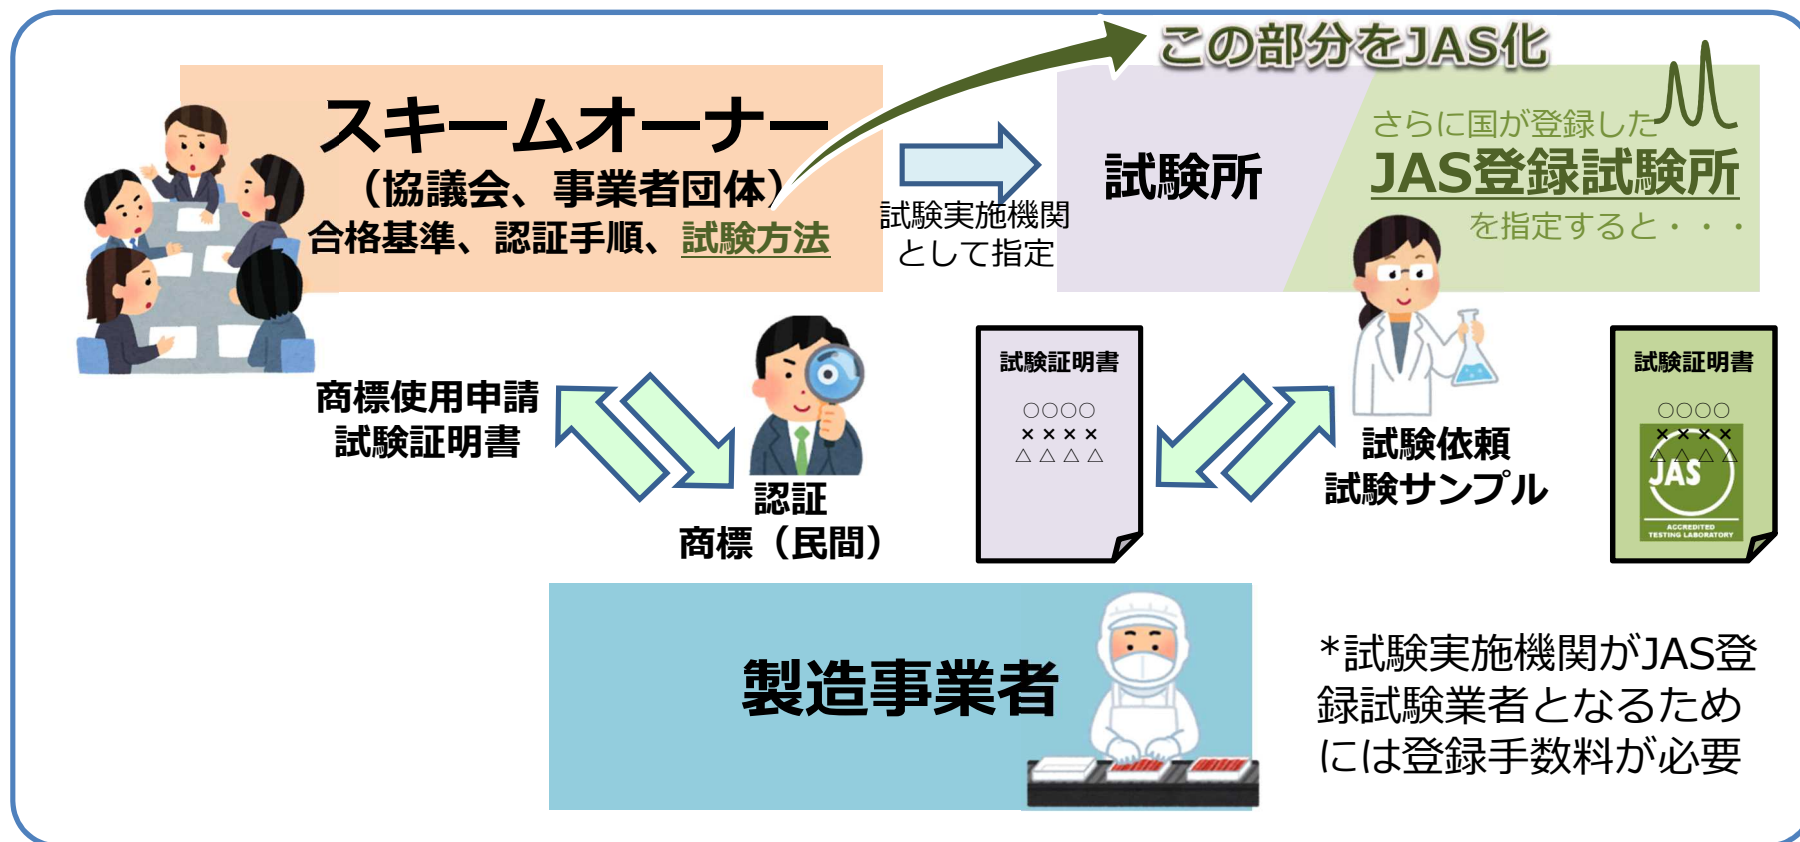 この部分をJAS化
スキームオーナー
（協議会、事業者団体）
合格基準、認証手順、試験方法
試験実施機関
として指定
試験所
さらに国が登録した
JAS登録試験所
を指定すると・・・
商標使用申請
試験証明書
認証
商標（民間）
試験証明書
○○○○
××××
△△△△
試験依頼
試験サンプル
試験証明書
○○○○
××××
△△△△
JAS
ACCREDITED
TESTING LABORATORY
製造事業者
*試験実施機関がJAS登
録試験業者となるため
には登録手数料が必要